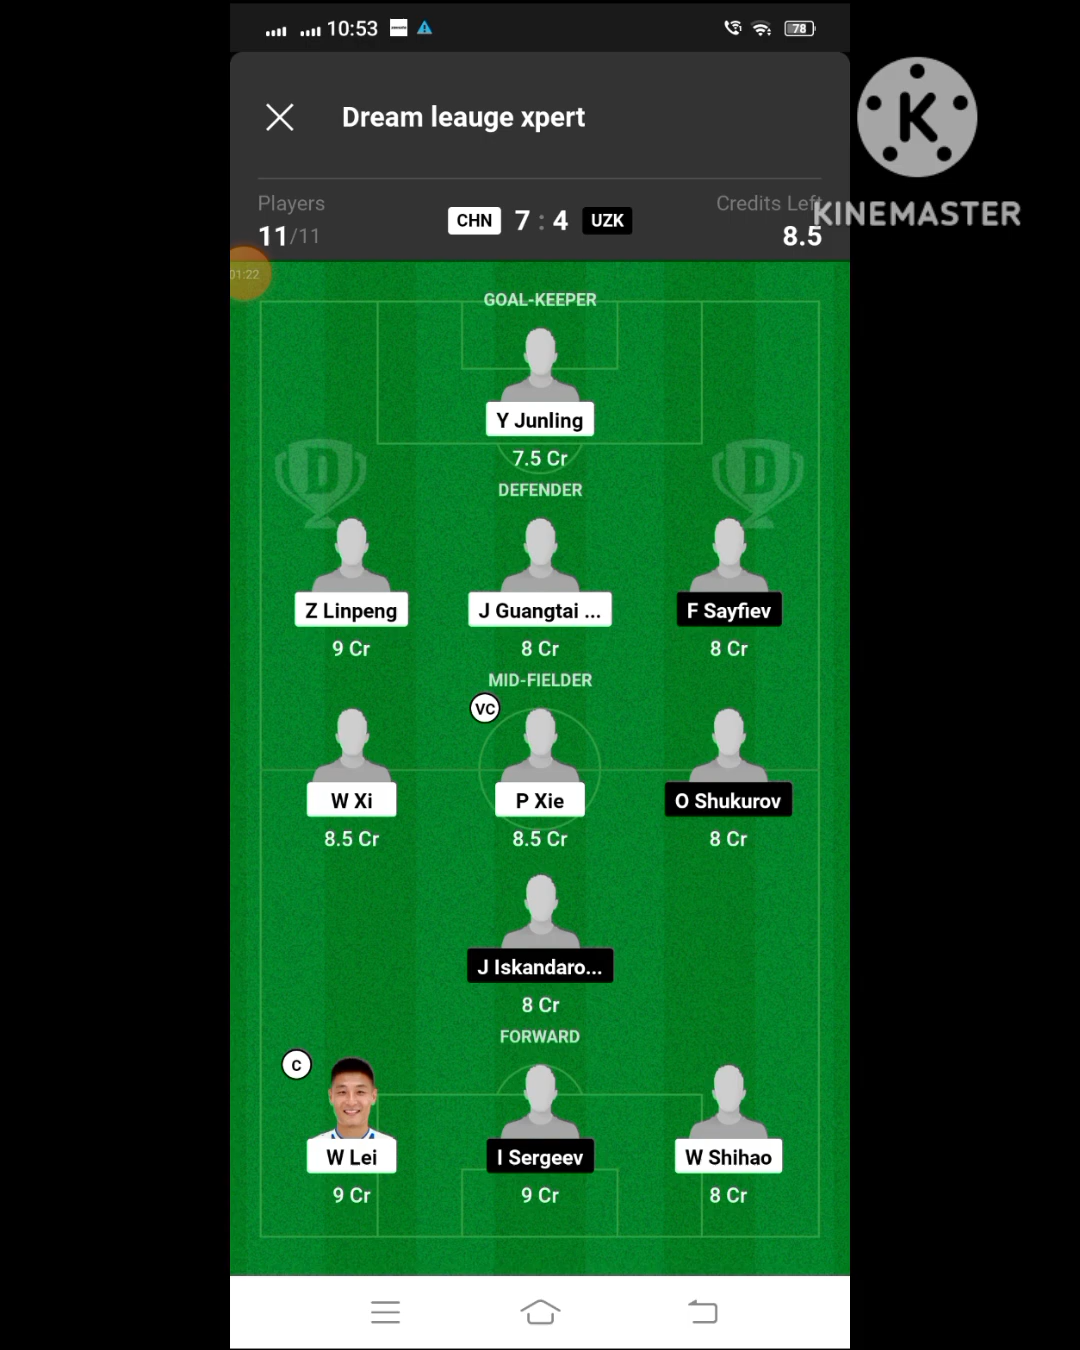 10:53
78
Dream leauge xpert
Players
11/11
CHN 7 : 4 UZK
Credits Left
8.5
K
KINEMASTER
01:22
GOAL-KEEPER
Y Junling
7.5 Cr
D D
DEFENDER
Z Linpeng J Guangtai ... F Sayfiev
9 Cr 8 Cr 8 Cr
MID-FIELDER
VC
W Xi P Xie O Shukurov
8.5 Cr 8.5 Cr 8 Cr
J Iskandaro...
8 Cr
FORWARD
C
W Lei I Sergeev W Shihao
9 Cr 9 Cr 8 Cr